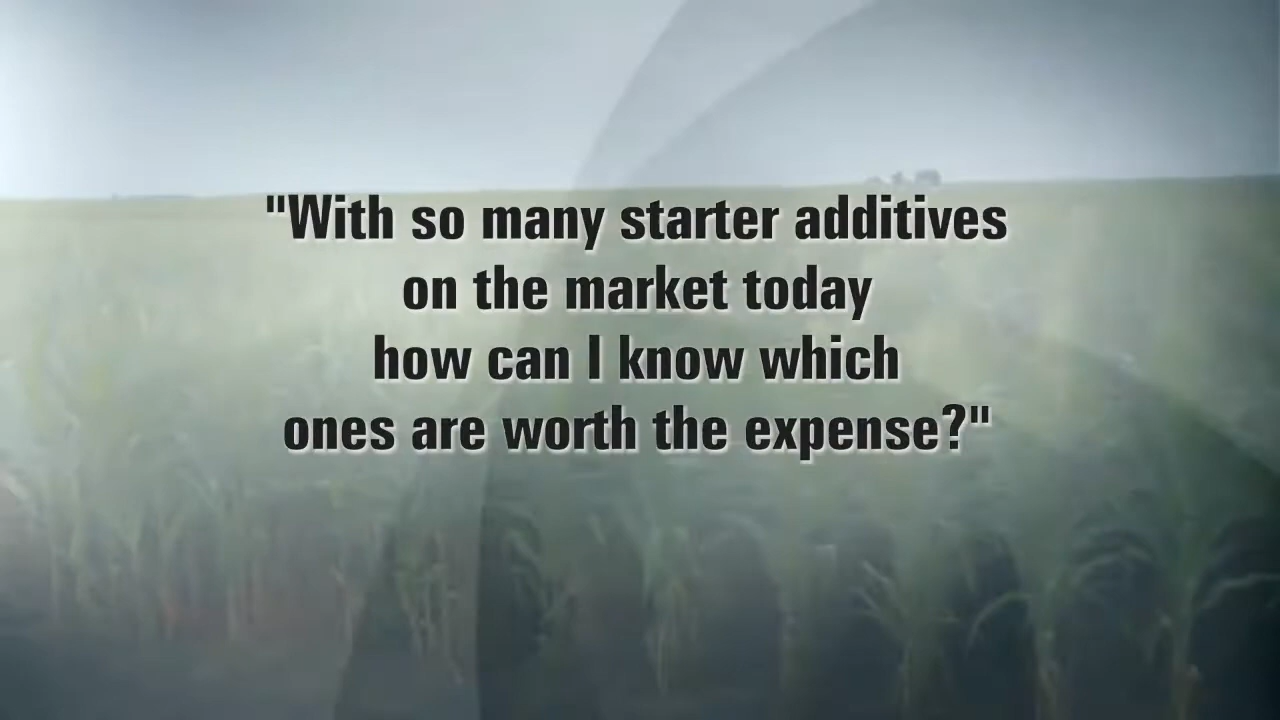 "With so many starter additives
on the market today
how can I know which
ones are worth the expense?"